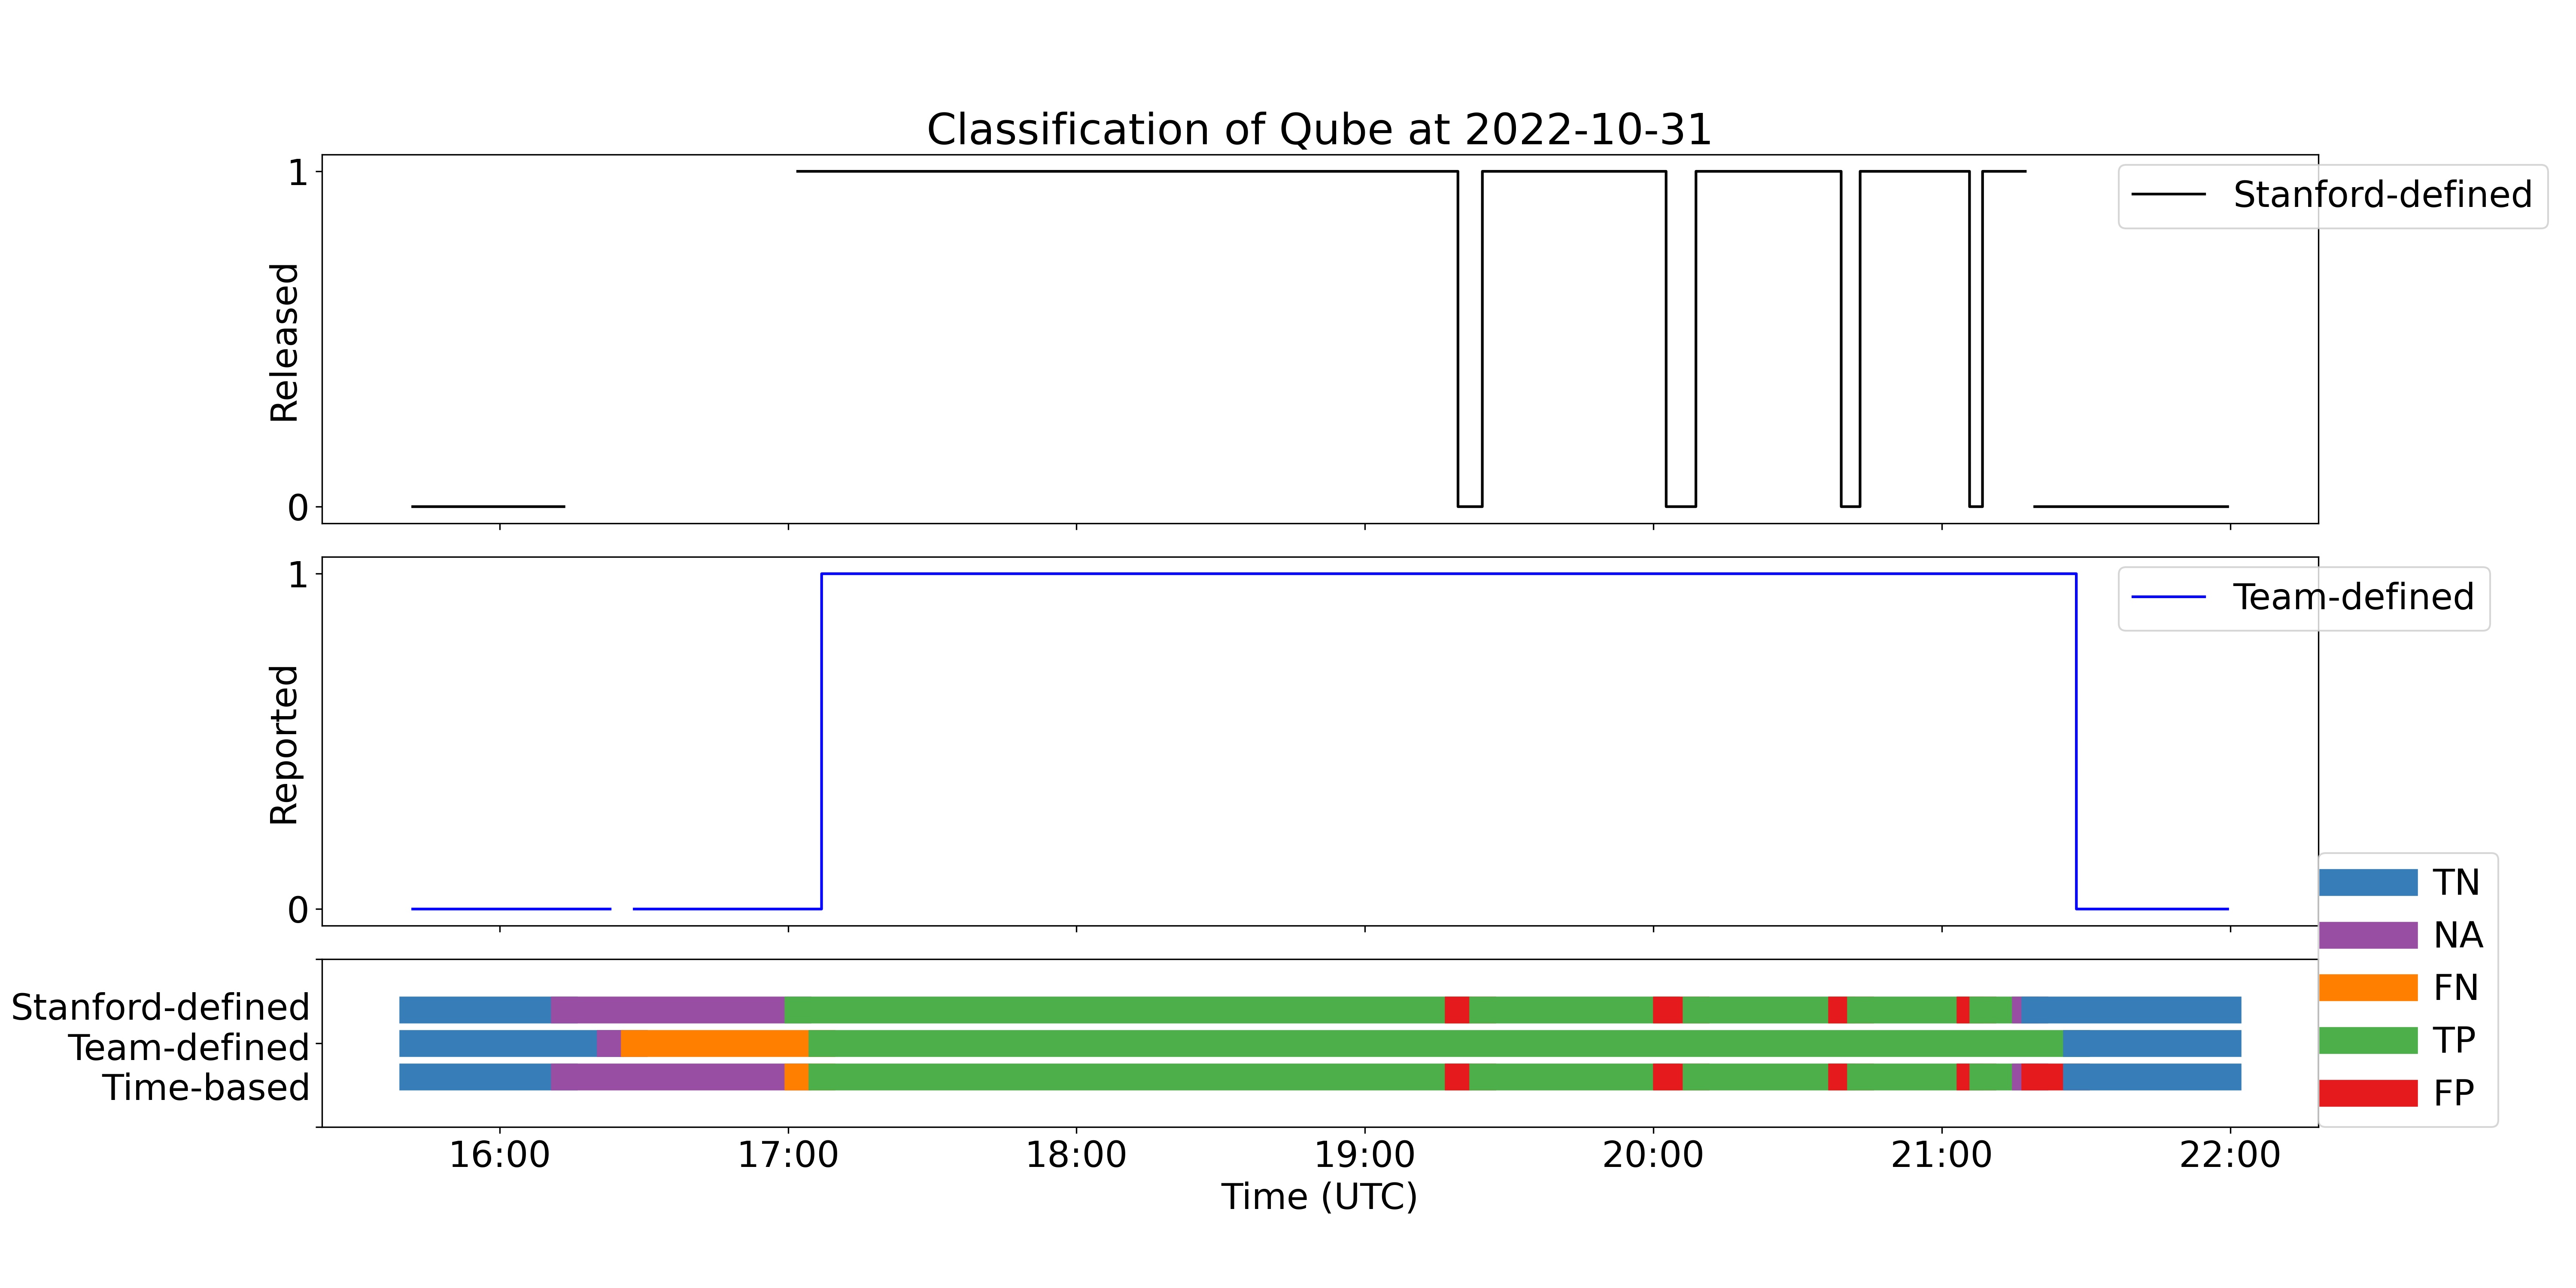 Classification of Qube at 2022-10-31
1
0
Released
Stanford-defined
1
0
Reported
Team-defined
TN
NA
FN
TP
FP
Stanford-defined
Team-defined
Time-based
16:00 17:00 18:00 19:00 20:00 21:00 22:00
Time (UTC)